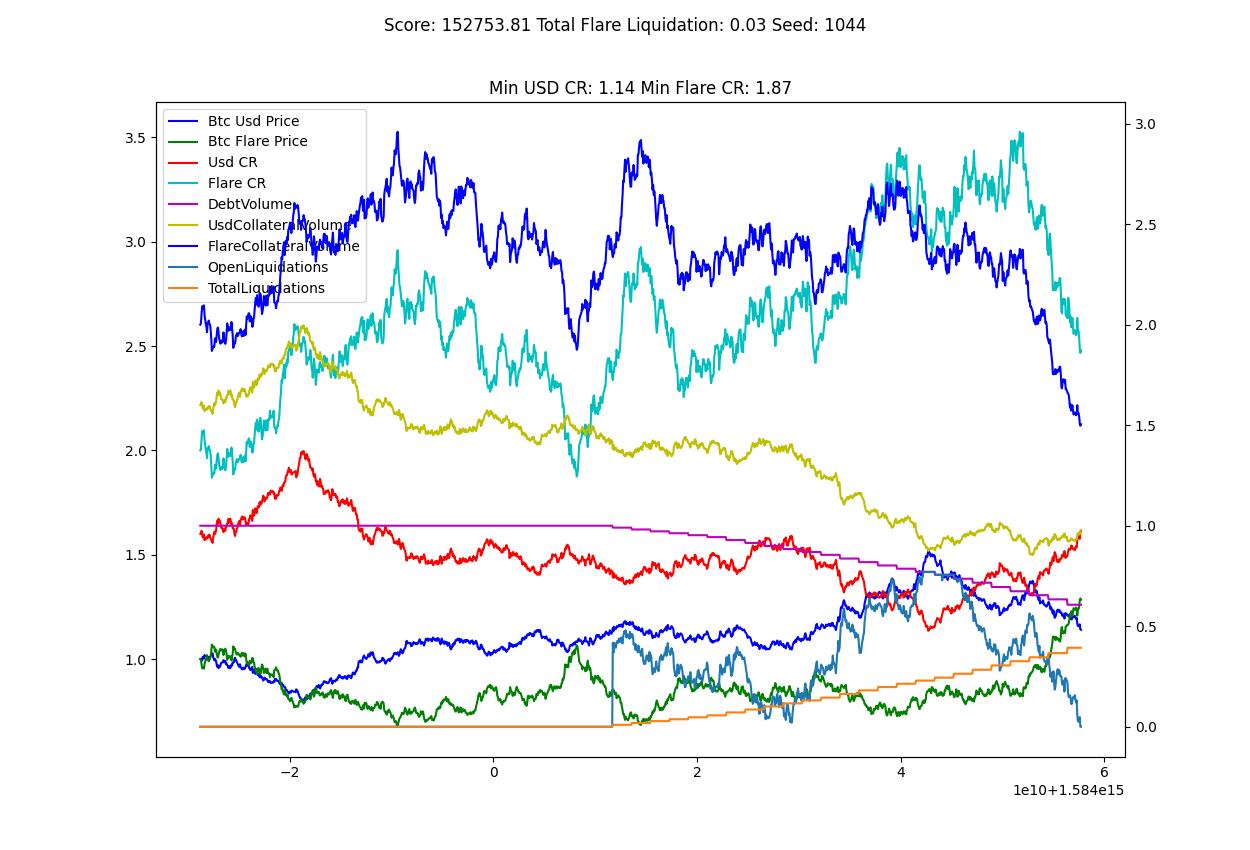 Score: 152753.81 Total Flare Liquidation: 0.03 Seed: 1044
Min USD CR: 1.14 Min Flare CR: 1.87
Btc Usd Price
Btc Flare Price
Usd CR
Flare CR
DebtVolume
UsdCollateralVolume
FlareCollateralVolume
OpenLiquidations
TotalLiquidations
3.5
3.0
2.5
2.0
1.5
1.0
3.0
2.5
2.0
1.5
1.0
0.5
0.0
−2
0
2
4
6
1e10+1.584e15